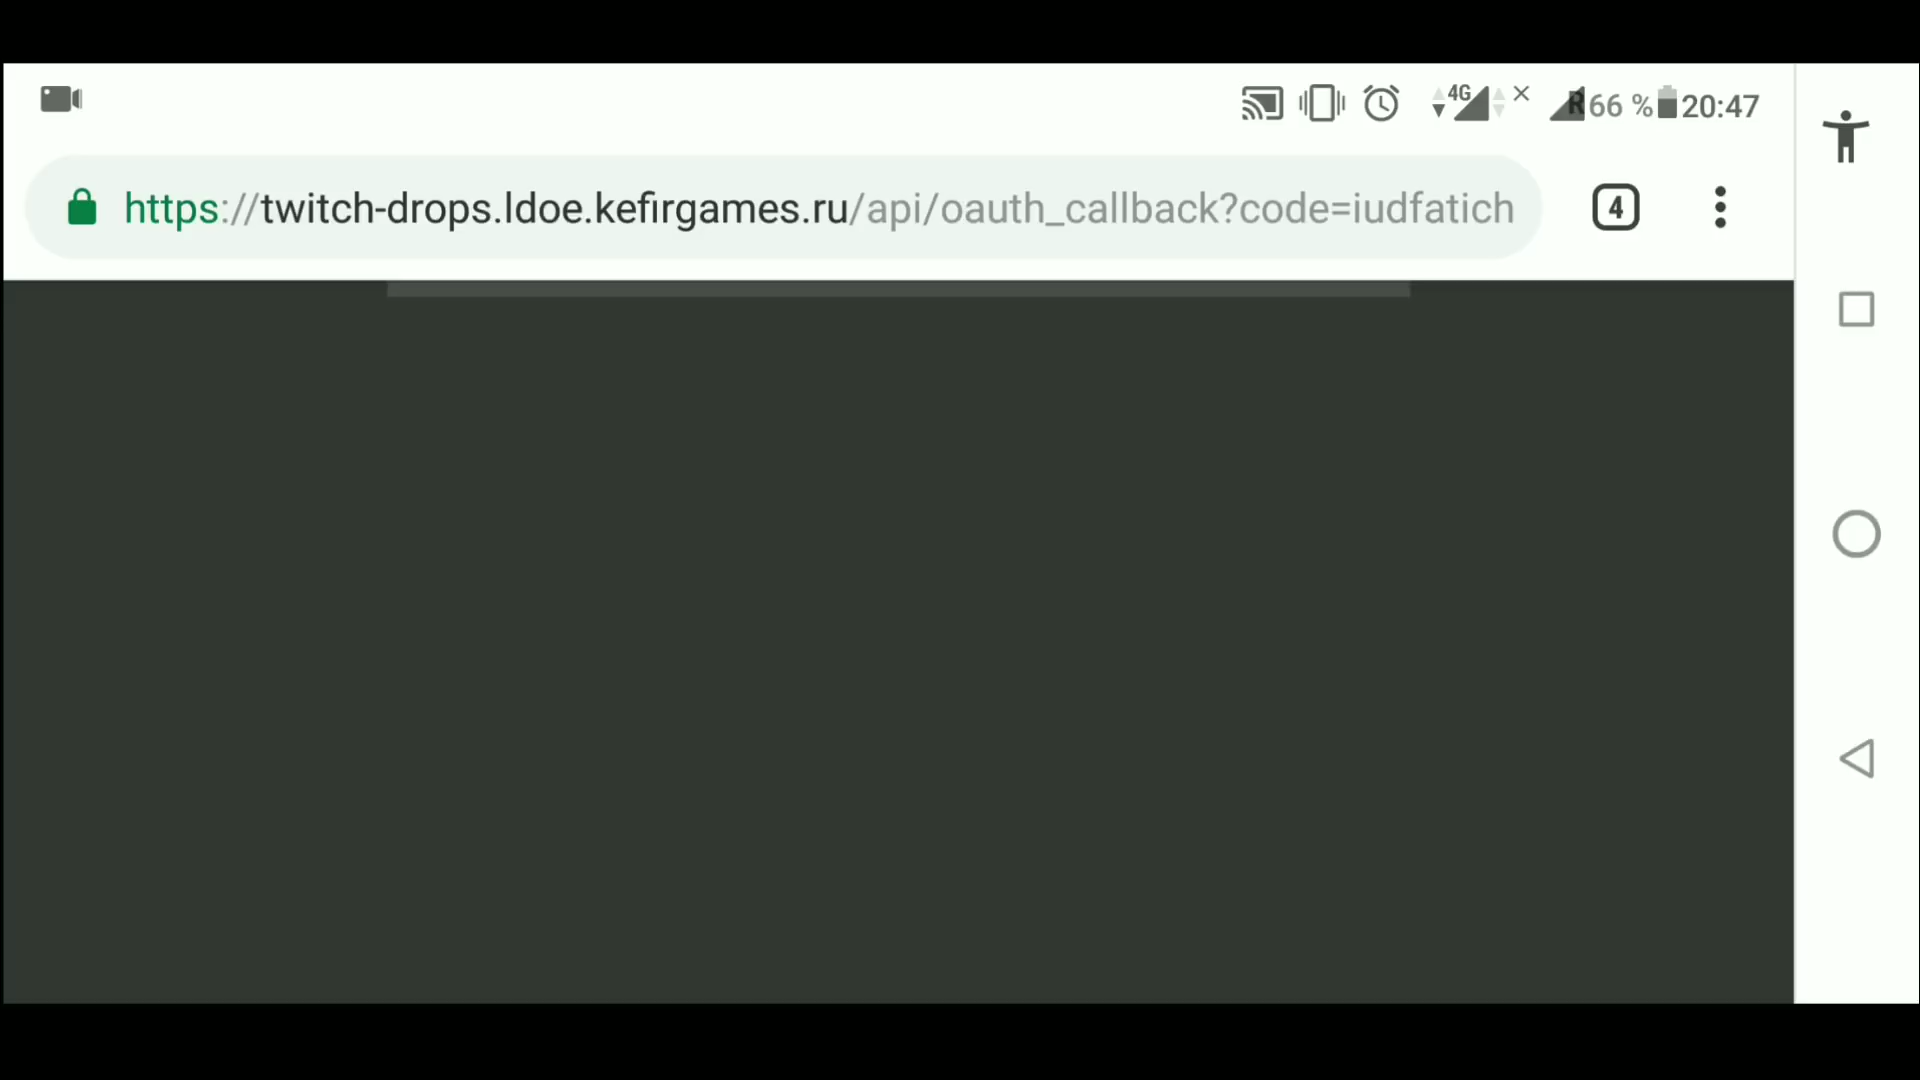 4G R 66 % 20:47
https://twitch-drops.ldoe.kefirgames.ru/api/oauth_callback?code=iudfatich
4